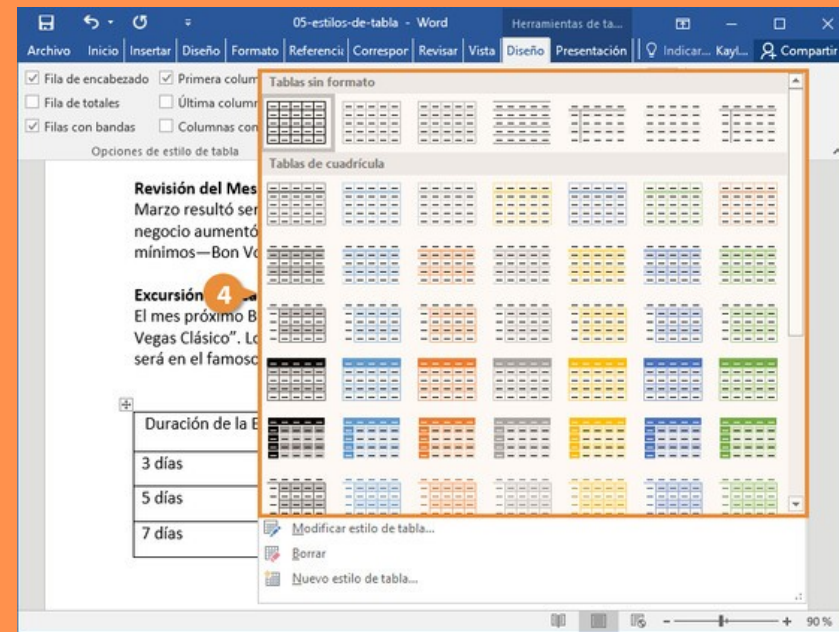 05-estilos-de-tabla - Word
Herramientas de ta...
Archivo Inicio Insertar Diseño Formato Referencia Correspor Revisar Vista Diseño Presentación Indicar... Kayl... Compartir
Fila de encabezado Primera colum
Fila de totales Última column
Filas con bandas Columnas con
Opciones de estilo de tabla
Tablas sin formato
Tablas de cuadrícula
Revisión del Mes
Marzo resultó ser
negocio aumentó
mínimos—Bon Vo
Excursión
4
El mes próximo B
Vegas Clásico”. Lo
será en el famoso
Duración de la E
3 días
5 días
7 días
Modificar estilo de tabla...
Borrar
Nuevo estilo de tabla...
90 %